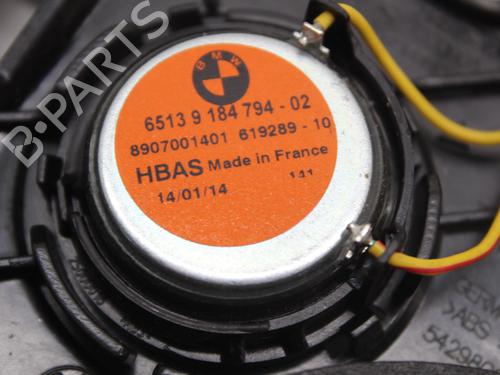 B-PARTS
BMW
6513 9 184 794 - 02
8907001401 619289 - 10
HBAS Made in France
14/01/14 141
>ABS